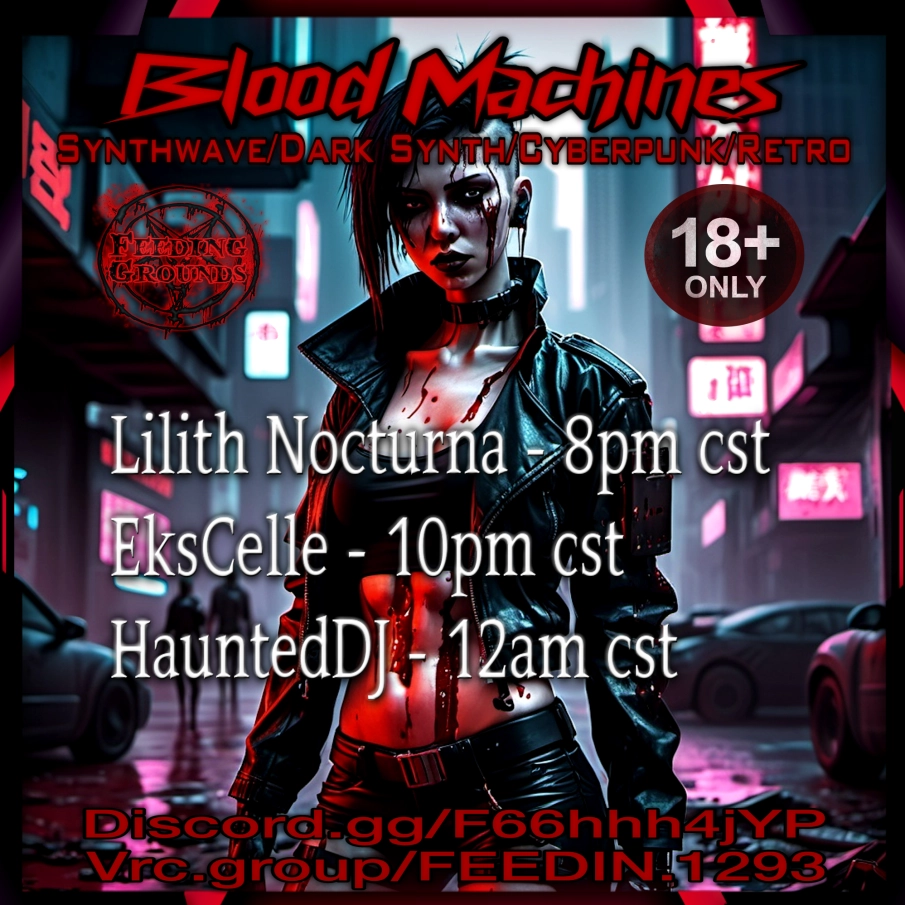 Blood Machines
Synthwave/Dark Synth/Cyberpunk/Retro
Feeding
Grounds
18+
ONLY
Lilith Nocturna - 8pm cst
EksCelle - 10pm cst
HauntedDJ - 12am cst
Discord.gg/F66hhh4jYP
Vrc.group/FEEDIN.1293